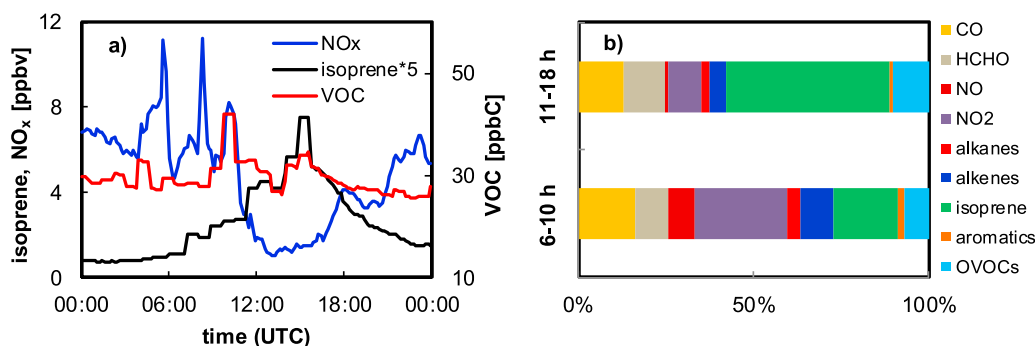 a)
NOx
isoprene*5
VOC
isoprene, NOx [ppbv]
12
8
4
0
VOC [ppbC]
50
30
10
00:00 06:00 12:00 18:00 00:00
time (UTC)
b)
11-18 h
6-10 h
0% 50% 100%
CO
HCHO
NO
NO2
alkanes
alkenes
isoprene
aromatics
OVOCs